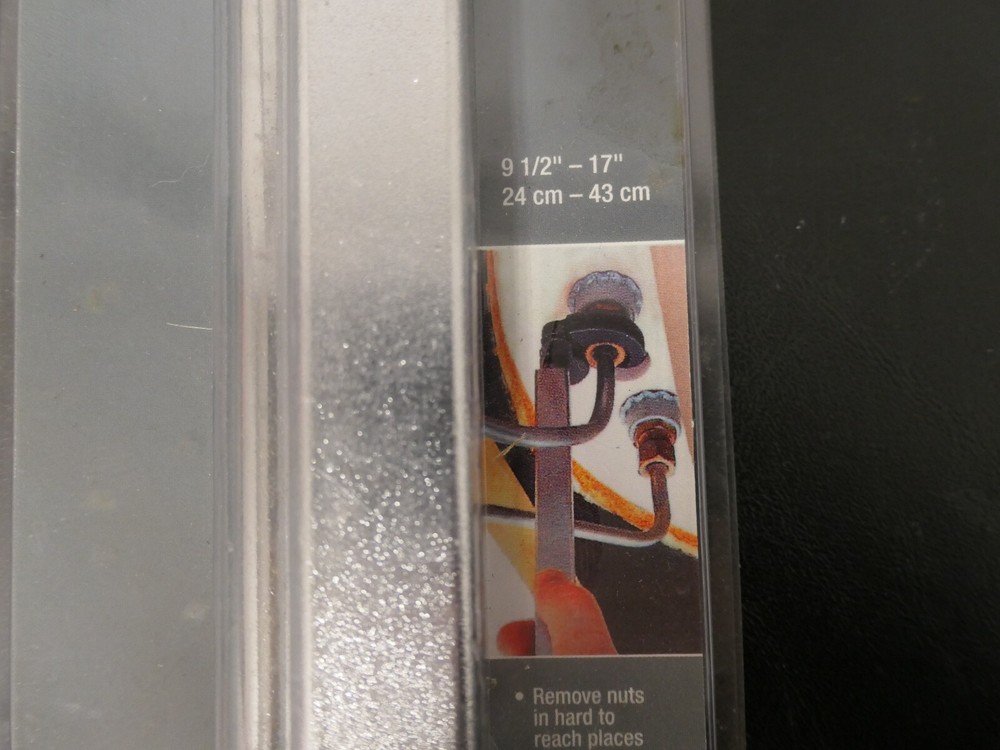 9 1/2" – 17"
24 cm – 43 cm
• Remove nuts
in hard to
reach places